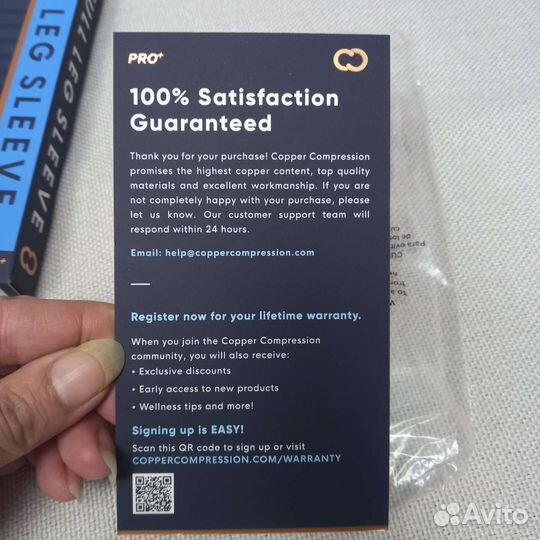 FULL LEG SLEEVE
LEG SLEEVE
PRO+
100% Satisfaction
Guaranteed
Thank you for your purchase! Copper Compression
promises the highest copper content, top quality
materials and excellent workmanship. If you are
not completely happy with your purchase, please
let us know. Our customer support team will
respond within 24 hours.
Email: help@coppercompression.com
Register now for your lifetime warranty.
When you join the Copper Compression
community, you will also receive:
• Exclusive discounts
• Early access to new products
• Wellness tips and more!
Signing up is EASY!
Scan this QR code to sign up or visit
COPPERCOMPRESSION.COM/WARRANTY
Para evit
Avito